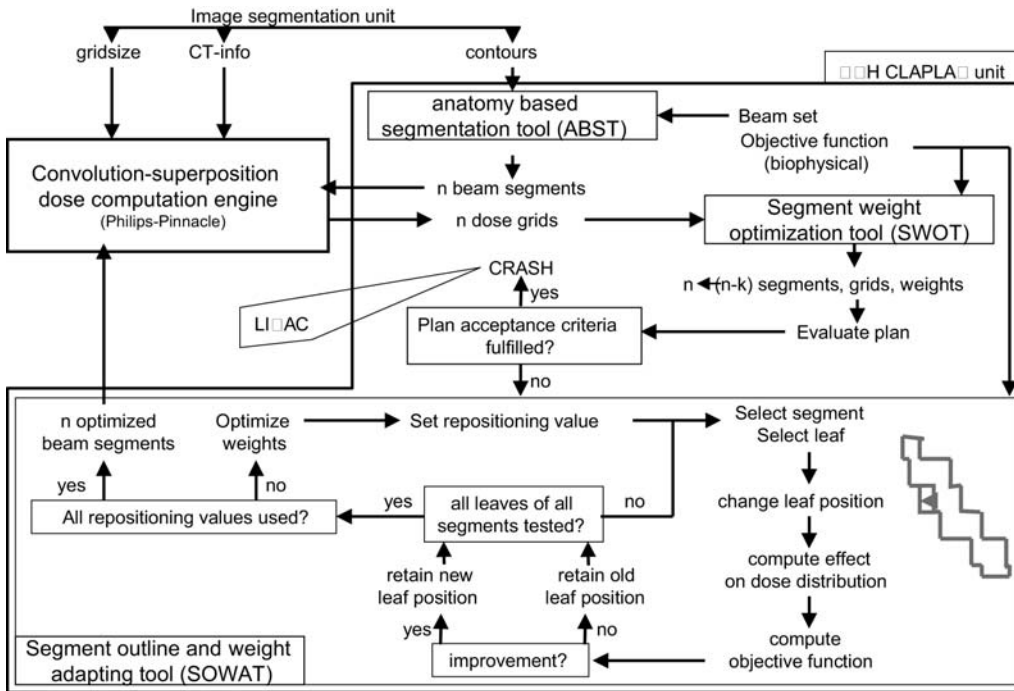 Image segmentation unit
gridsize
CT-info
contours
H CLAPLA unit
anatomy based
segmentation tool (ABST)
Beam set
Objective function
(biophysical)
Convolution-superposition
dose computation engine
(Philips-Pinnacle)
n beam segments
n dose grids
Segment weight
optimization tool (SWOT)
CRASH
yes
n (n-k) segments, grids, weights
LI AC
Plan acceptance criteria
fulfilled?
Evaluate plan
no
n optimized
beam segments
Optimize
weights
Set repositioning value
Select segment
Select leaf
yes
no
yes
all leaves of all
segments tested?
no
change leaf position
All repositioning values used?
retain new
leaf position
retain old
leaf position
compute effect
on dose distribution
yes
no
Segment outline and weight
adapting tool (SOWAT)
improvement?
compute
objective function